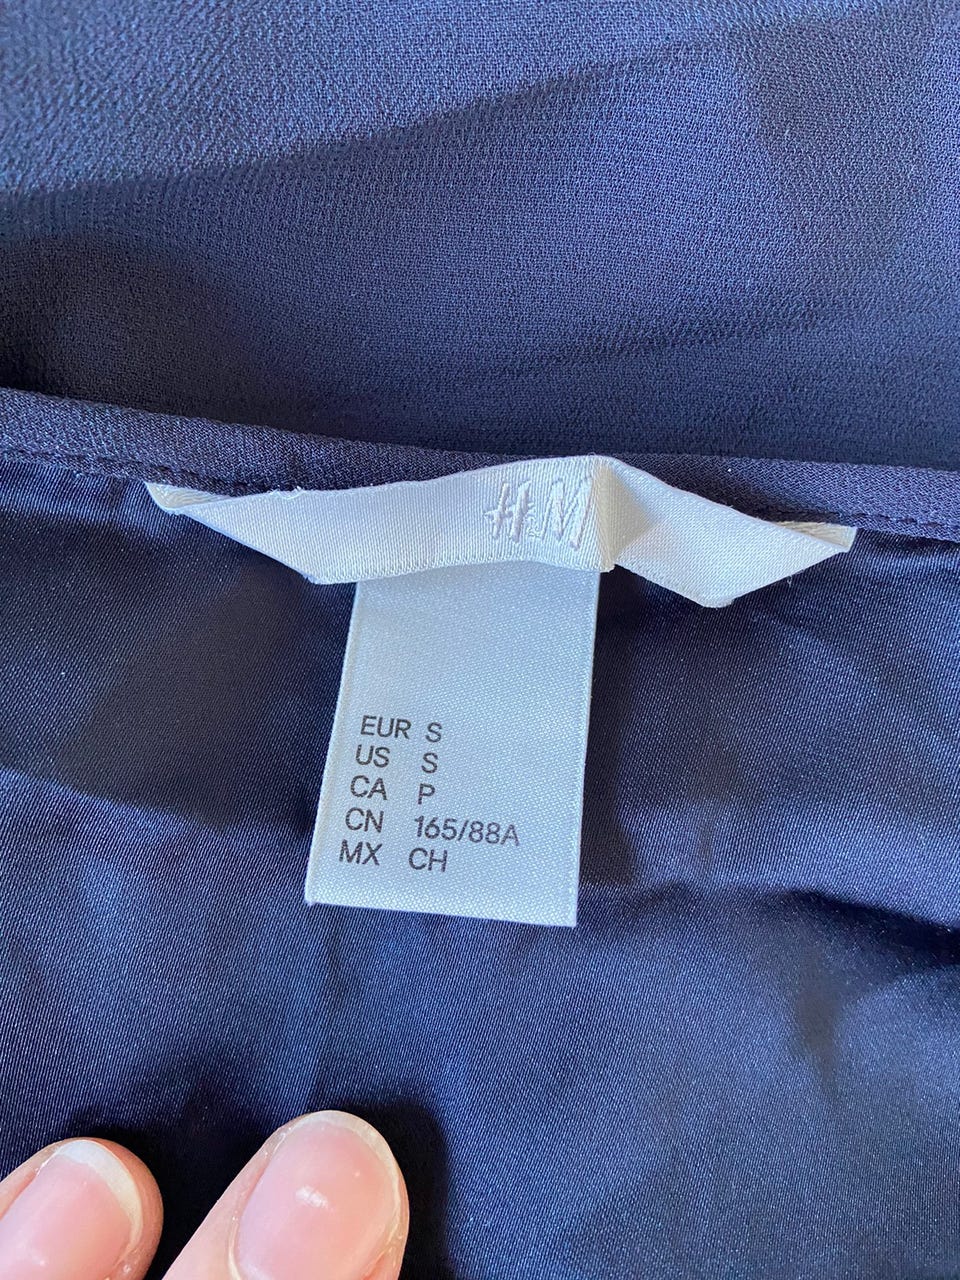 H&M
EUR S
US S
CA P
CN 165/88A
MX CH